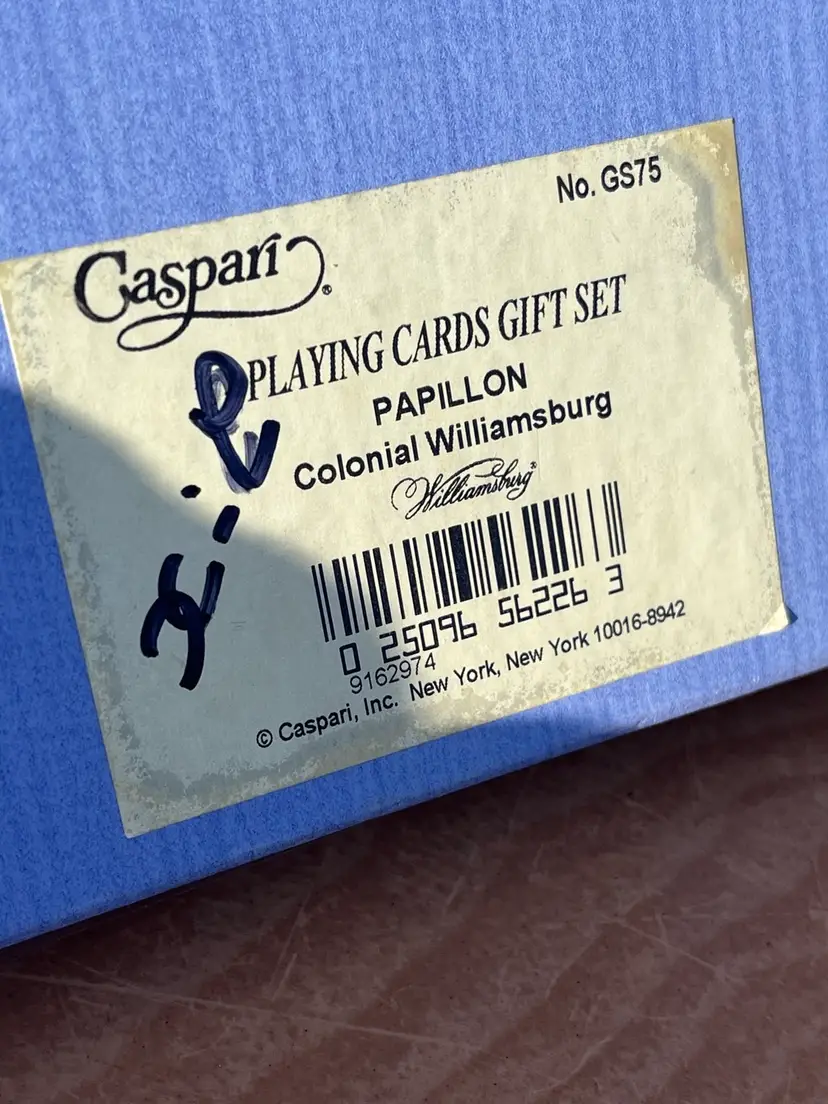 No. GS75
Caspari®
PLAYING CARDS GIFT SET
PAPILLON
Colonial Williamsburg
Williamsburg®
0 25096 56226 3
9162974
© Caspari, Inc. New York, New York 10016-8942